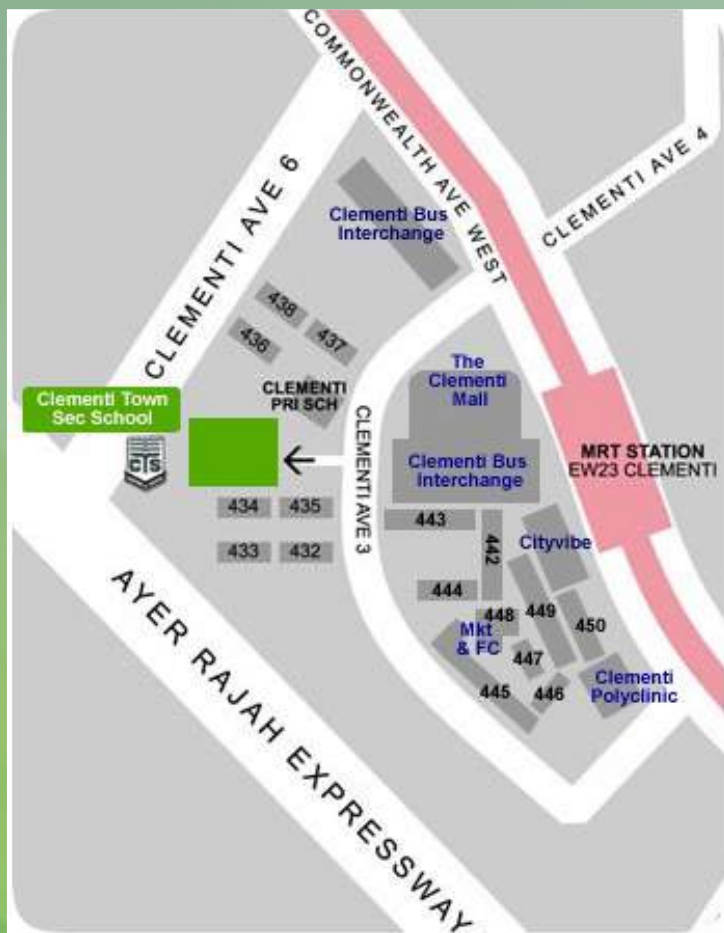 COMMONWEALTH AVE WEST
CLEMENTI AVE 6
CLEMENTI AVE 4
Clementi Bus
Interchange
438
437
436
The
Clementi
Mall
CLEMENTI
PRI SCH
Clementi Town
Sec School
CTS
CLEMENTI AVE 3
Clementi Bus
Interchange
MRT STATION
EW23 CLEMENTI
434
435
433
432
443
442
Cityvibe
444
448
449
450
Mkt
& FC
447
445
446
Clementi
Polyclinic
AYER RAJAH EXPRESSWAY